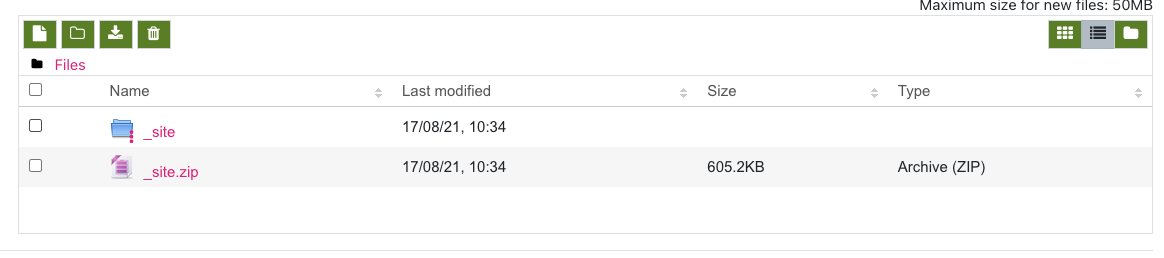 Maximum size for new files: 50MB
Files
Name Last modified Size Type
_site 17/08/21, 10:34
_site.zip 17/08/21, 10:34 605.2KB Archive (ZIP)